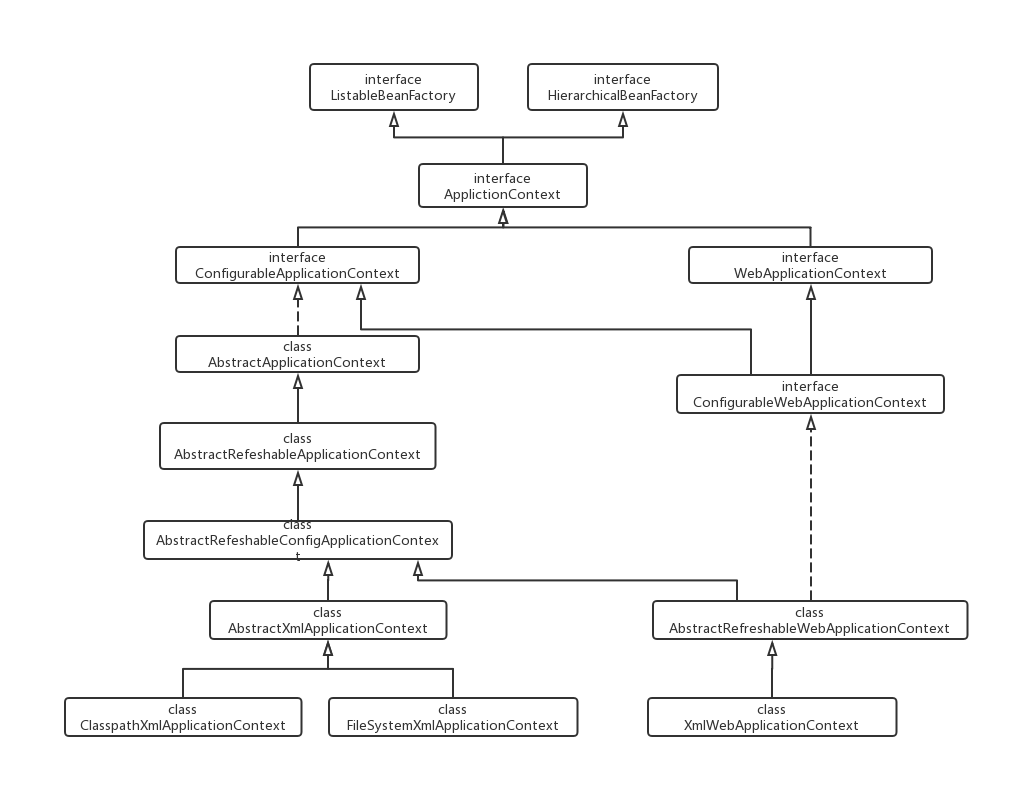 interface
ListableBeanFactory
interface
HierarchicalBeanFactory
interface
ApplictionContext
interface
ConfigurableApplicationContext
interface
WebApplicationContext
class
AbstractApplicationContext
interface
ConfigurableWebApplicationContext
class
AbstractRefeshableApplicationContext
class
AbstractRefeshableConfigApplicationContex
t
class
AbstractXmlApplicationContext
class
AbstractRefreshableWebApplicationContext
class
ClasspathXmlApplicationContext
class
FileSystemXmlApplicationContext
class
XmlWebApplicationContext